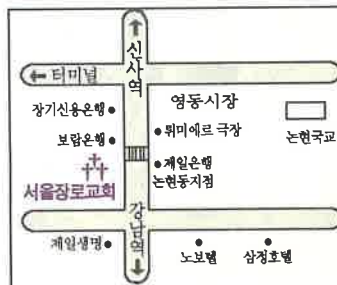 신사역
터미널
영동시장
장기신용은행
뤼미에르 극장
논현국교
보람은행
제일은행
논현동지점
서울장로교회
강남역
제일생명
노보텔
삼정호텔